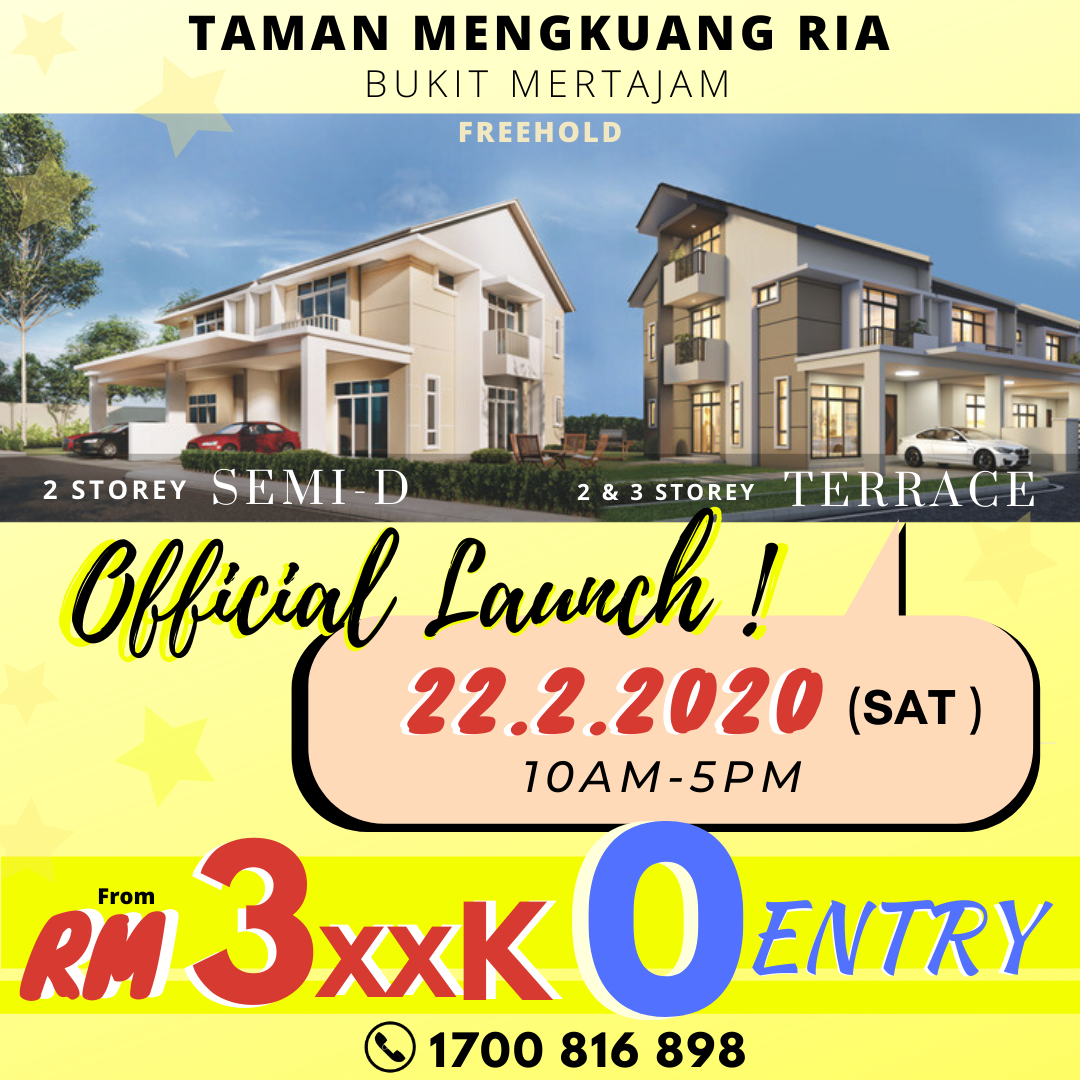 TAMAN MENGKUANG RIA
BUKIT MERTAJAM
FREEHOLD
2 STOREY SEMI-D
2 & 3 STOREY TERRACE
Official Launch !
22.2.2020 (SAT )
10AM-5PM
From
RM 3xxK 0 ENTRY
1700 816 898